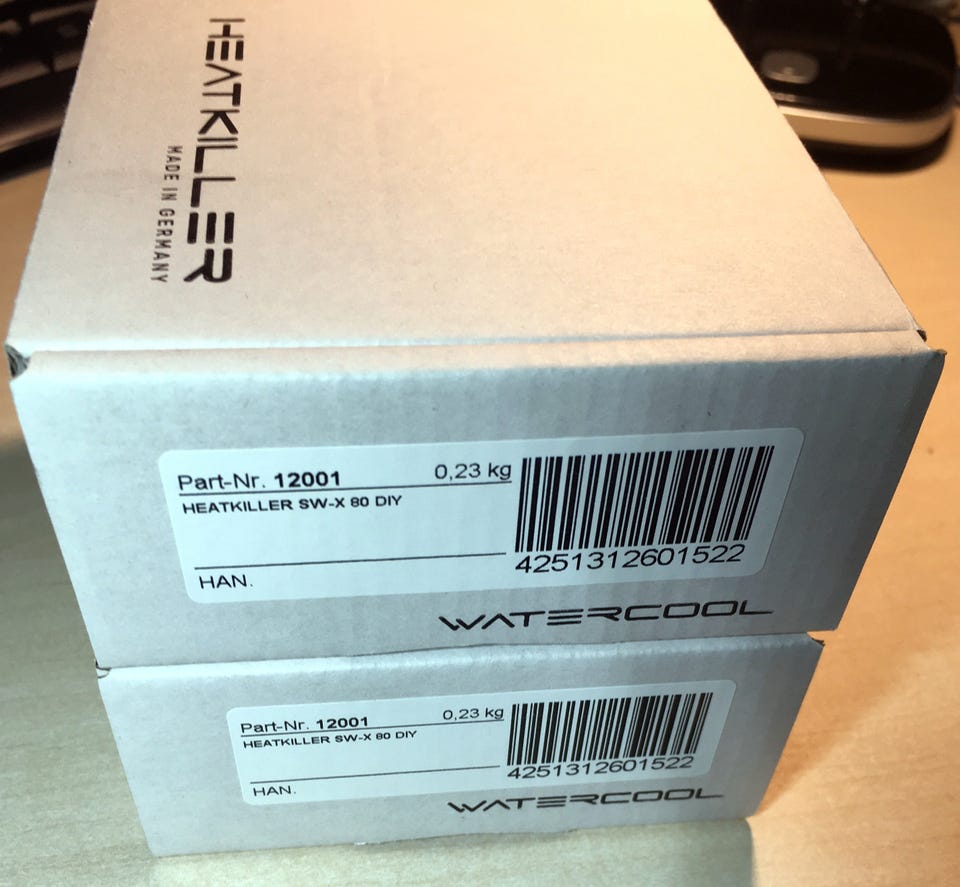 HEATKILLER
MADE IN GERMANY
Part-Nr. 12001 0,23 kg
HEATKILLER SW-X 80 DIY
HAN.
4251312601522
WATERCOOL
Part-Nr. 12001 0,23 kg
HEATKILLER SW-X 80 DIY
HAN.
4251312601522
WATERCOOL